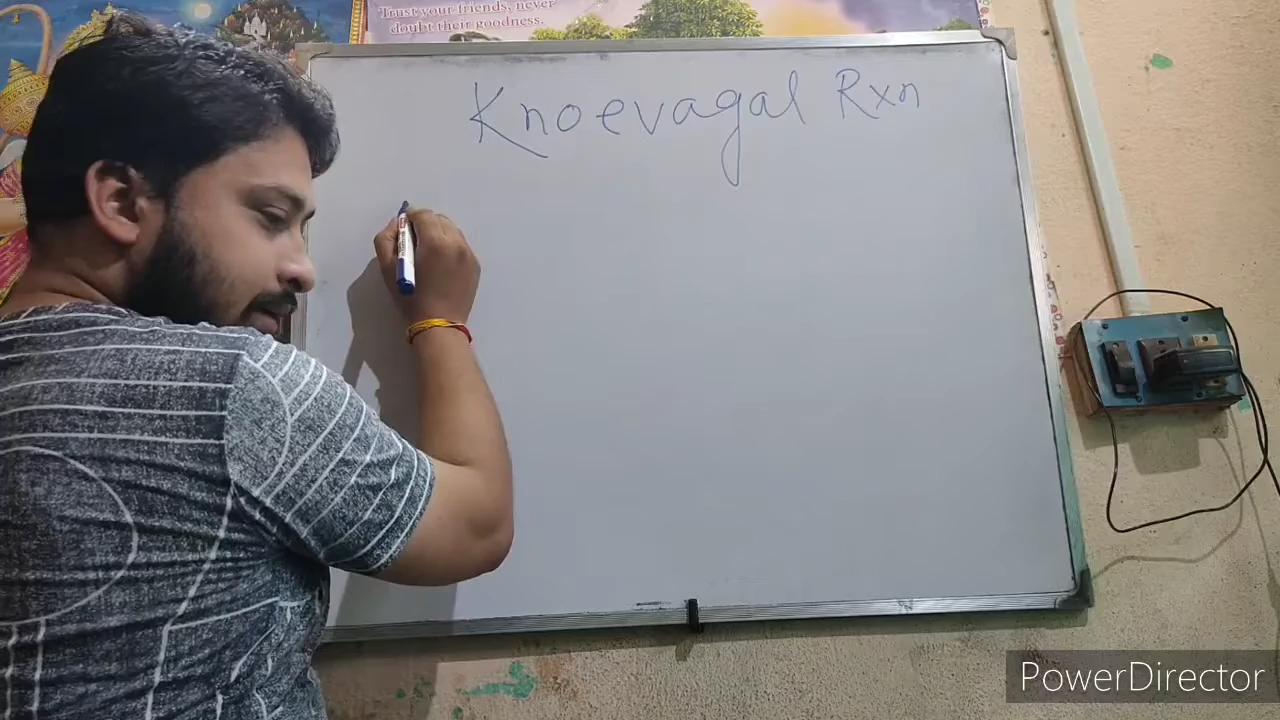 Trust your friends, never
doubt their goodness.
Knoevagal Rxn
PowerDirector